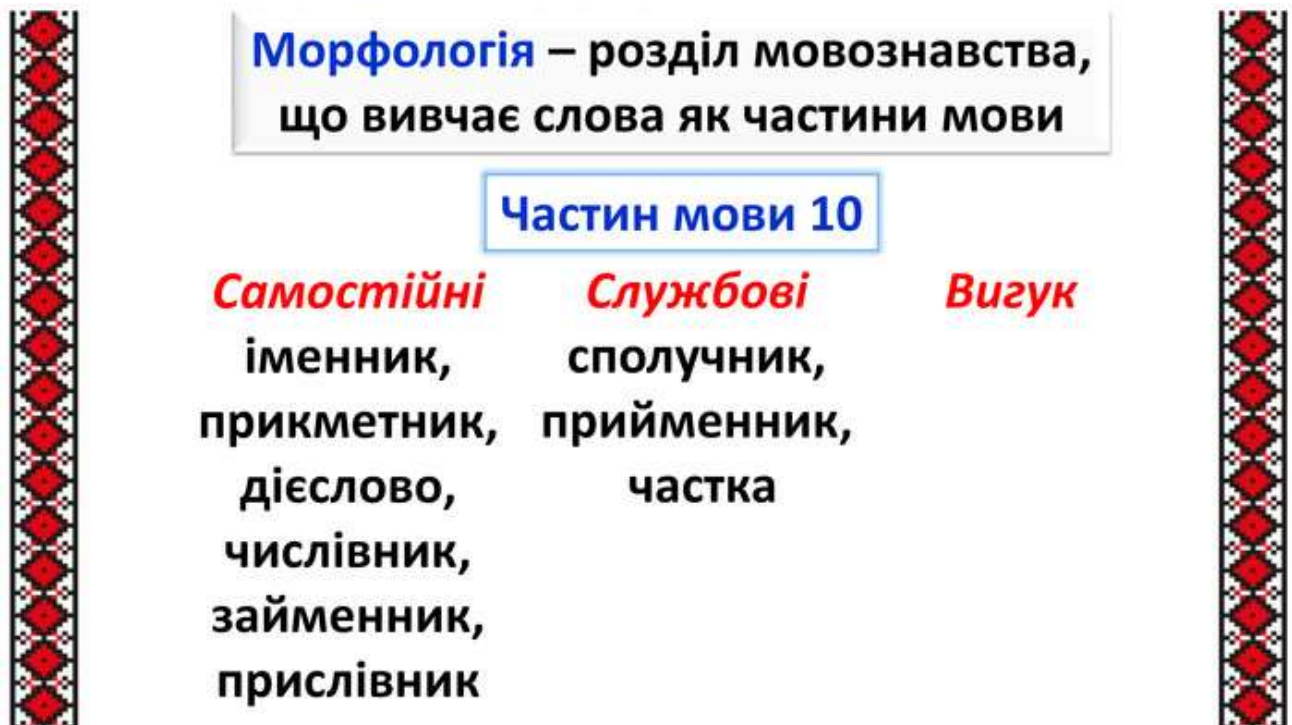 Морфологія – розділ мовознавства,
що вивчає слова як частини мови
Частин мови 10
Самостійні Службові Вигук
іменник, сполучник,
прикметник, прийменник,
дієслово, частка
числівник,
займенник,
прислівник